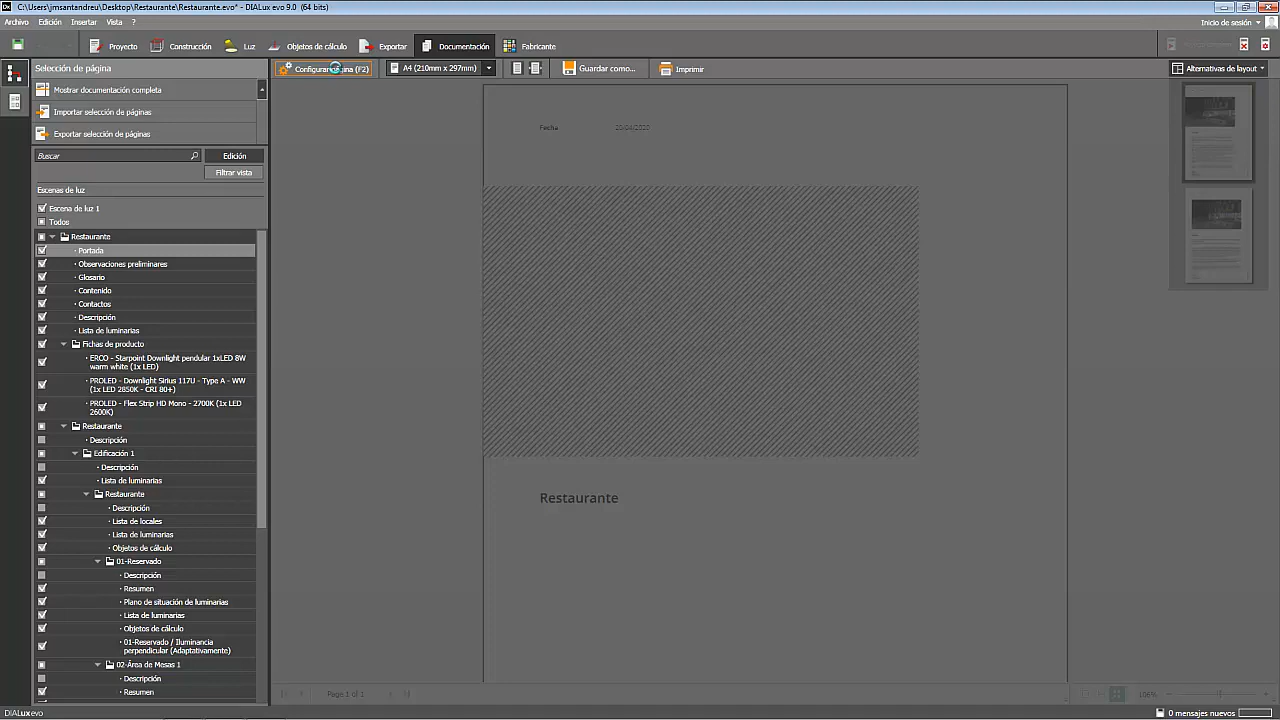 C:\Users\jmsantandreu\Desktop\Restaurante\Restaurante.evo* - DIALux evo 9.0 (64 bits)
Archivo Edición Insertar Vista ?
Inicio de sesión
Proyecto Construcción Luz Objetos de cálculo Exportar Documentación Fabricante
Selección de página
A4 (210mm x 297mm) Guardar como... Imprimir Alternativas de layout
Mostrar documentación completa
Importar selección de páginas
Exportar selección de páginas
Buscar Edición
Filtrar vista
Escenas de luz
Escena de luz 1
Todos
Restaurante
Portada
Observaciones preliminares
Glosario
Contenido
Contactos
Descripción
Lista de luminarias
Fichas de producto
ERCO - Starpoint Downlight pendular 1xLED 8W
warm white (1x LED)
PROLED - Downlight Sirius 117U - Type A - WW
(1x LED 2850K - CRI 80+)
PROLED - Flex Strip HD Mono - 2700K (1x LED
2600K)
Restaurante
Descripción
Edificación 1
Descripción
Lista de luminarias
Restaurante
Descripción
Lista de locales
Lista de luminarias
Objetos de cálculo
01-Reservado
Descripción
Resumen
Plano de situación de luminarias
Lista de luminarias
Objetos de cálculo
01-Reservado / Iluminancia
perpendicular (Adaptativamente)
02-Área de Mesas 1
Descripción
Resumen
Fecha
Restaurante
Page 1 of 1
106%
DIALux evo
0 mensajes nuevos